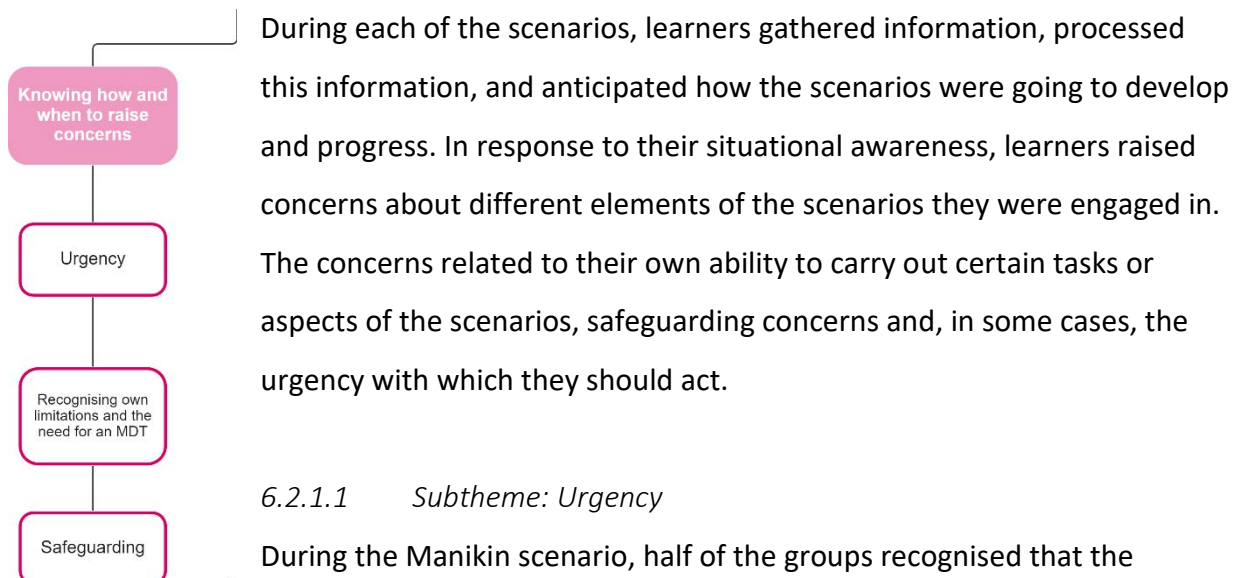 Knowing how and
when to raise
concerns
Urgency
Recognising own
limitations and the
need for an MDT
Safeguarding
During each of the scenarios, learners gathered information, processed
this information, and anticipated how the scenarios were going to develop
and progress. In response to their situational awareness, learners raised
concerns about different elements of the scenarios they were engaged in.
The concerns related to their own ability to carry out certain tasks or
aspects of the scenarios, safeguarding concerns and, in some cases, the
urgency with which they should act.
6.2.1.1 Subtheme: Urgency
During the Manikin scenario, half of the groups recognised that the